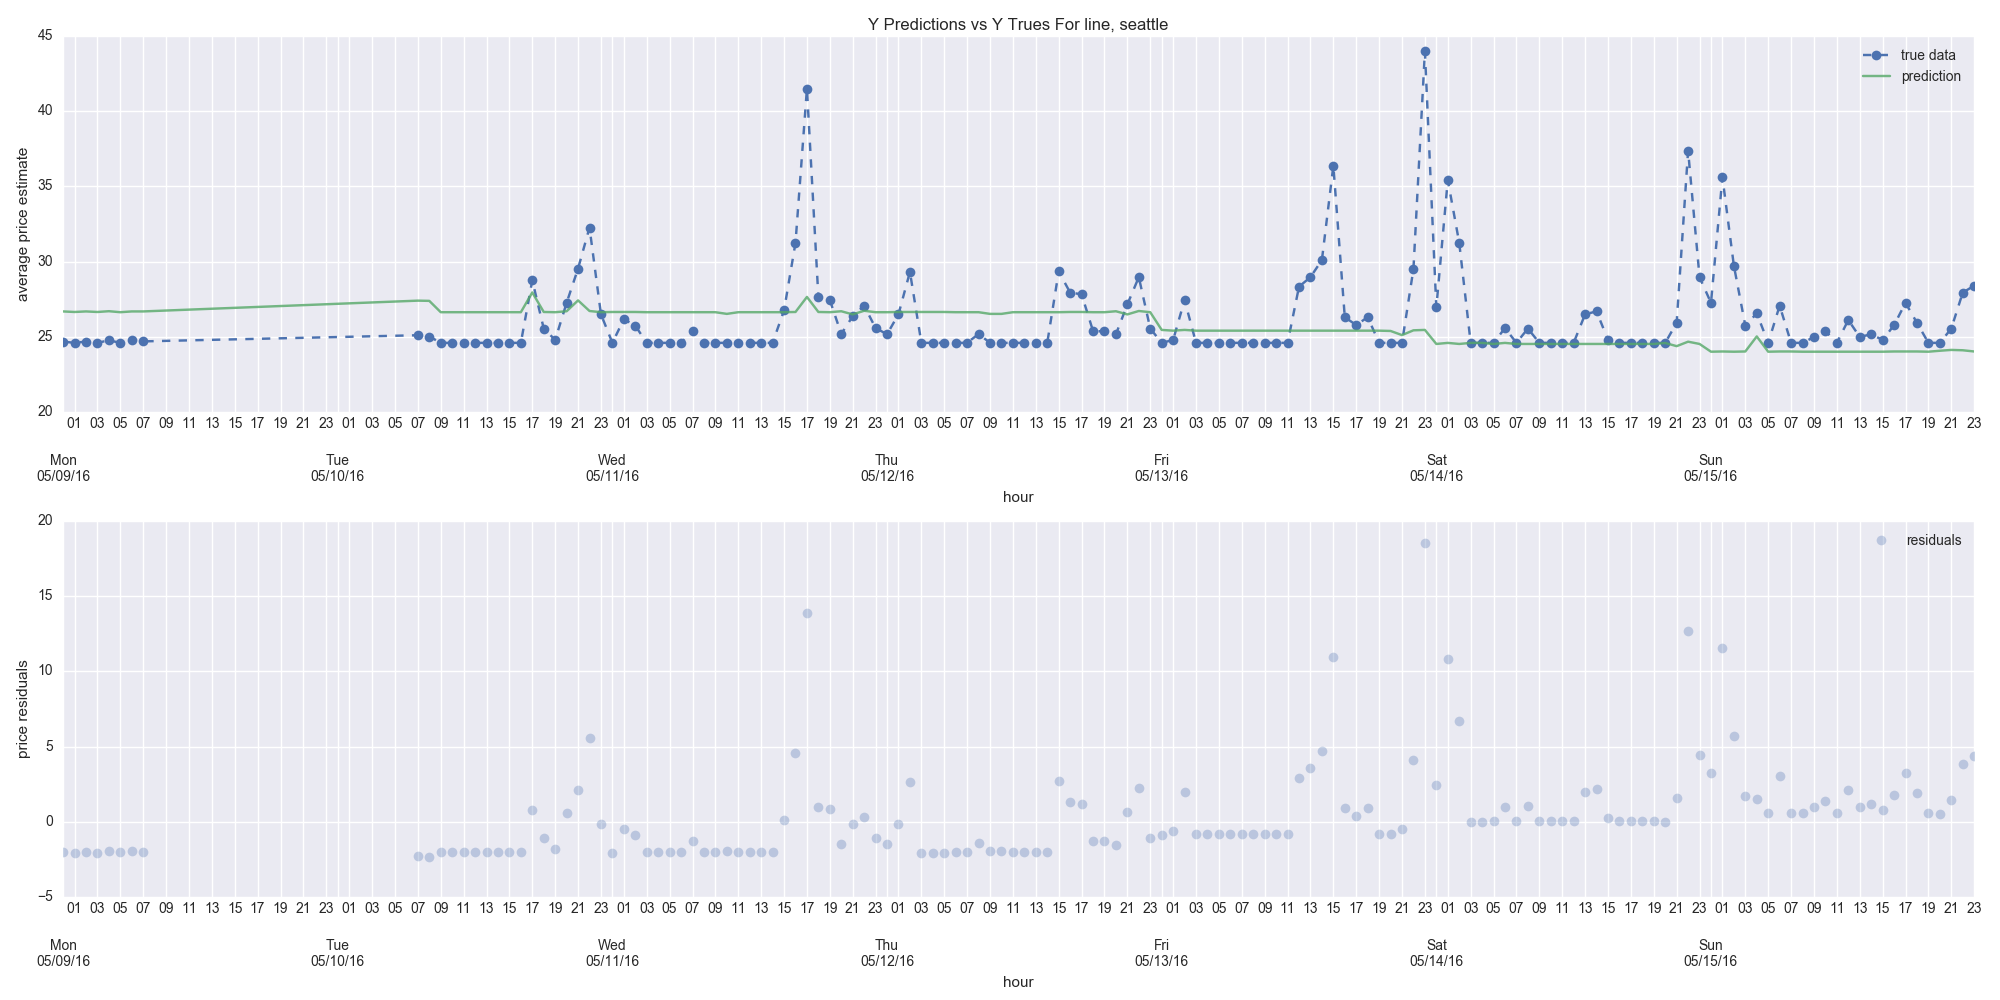 Y Predictions vs Y Trues For line, seattle
45
40
35
30
25
20
average price estimate
true data
prediction
01 03 05 07 09 11 13 15 17 19 21 23 01 03 05 07 09 11 13 15 17 19 21 23 01 03 05 07 09 11 13 15 17 19 21 23 01 03 05 07 09 11 13 15 17 19 21 23 01 03 05 07 09 11 13 15 17 19 21 23 01 03 05 07 09 11 13 15 17 19 21 23 01 03 05 07 09 11 13 15 17 19 21 23
Mon Tue Wed Thu Fri Sat Sun
05/09/16 05/10/16 05/11/16 05/12/16 05/13/16 05/14/16 05/15/16
hour
20
15
10
5
0
−5
price residuals
residuals
01 03 05 07 09 11 13 15 17 19 21 23 01 03 05 07 09 11 13 15 17 19 21 23 01 03 05 07 09 11 13 15 17 19 21 23 01 03 05 07 09 11 13 15 17 19 21 23 01 03 05 07 09 11 13 15 17 19 21 23 01 03 05 07 09 11 13 15 17 19 21 23 01 03 05 07 09 11 13 15 17 19 21 23
Mon Tue Wed Thu Fri Sat Sun
05/09/16 05/10/16 05/11/16 05/12/16 05/13/16 05/14/16 05/15/16
hour